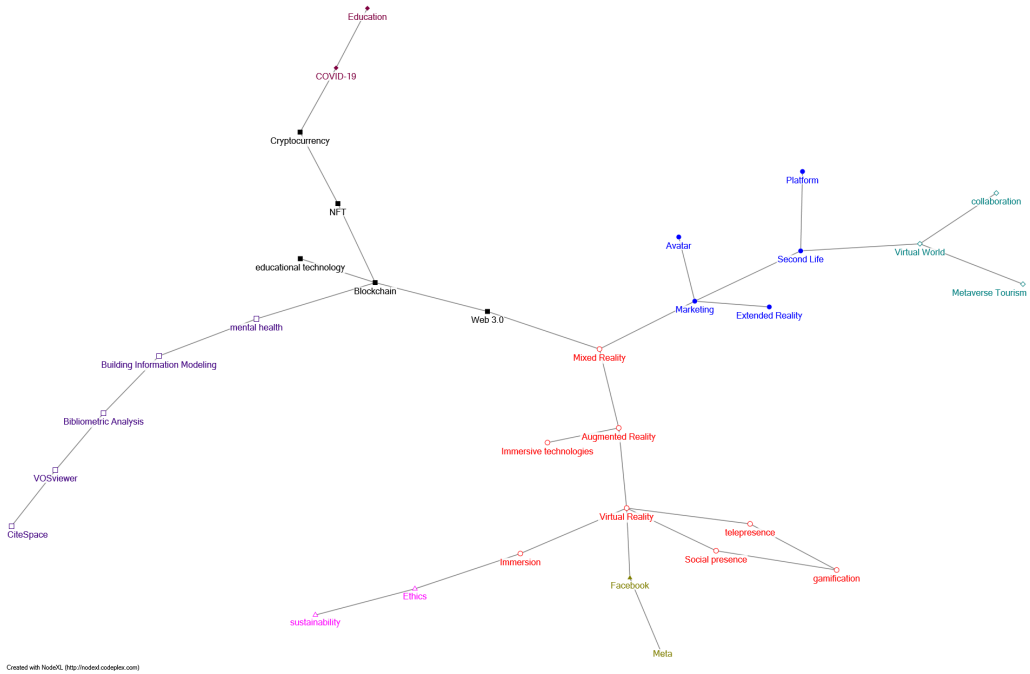 Education
COVID-19
Cryptocurrency
Platform
collaboration
NFT
Avatar
Virtual World
Second Life
educational technology
Blockchain
Metaverse Tourism
Marketing
Extended Reality
Web 3.0
mental health
Mixed Reality
Building Information Modeling
Bibliometric Analysis
Augmented Reality
Immersive technologies
VOSviewer
Virtual Reality
CiteSpace
telepresence
Social presence
Immersion
gamification
Facebook
Ethics
sustainability
Meta
Created with NodeXL (http://nodexl.codeplex.com)